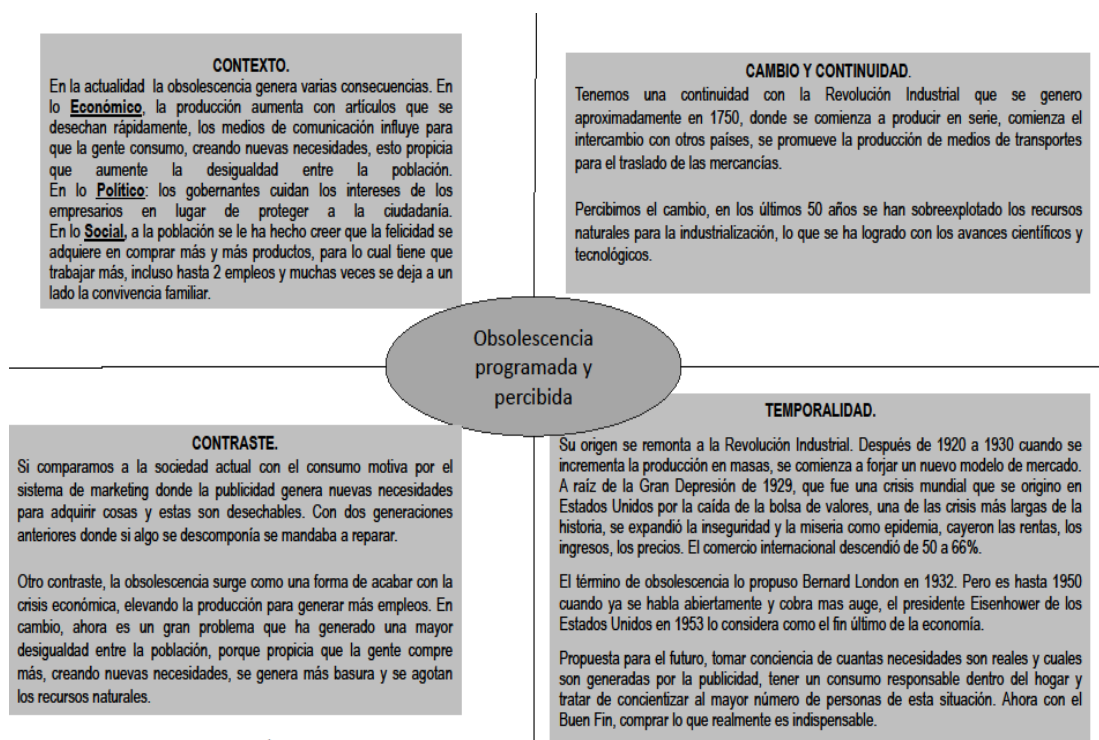 CONTEXTO.
En la actualidad la obsolescencia genera varias consecuencias. En
lo Económico, la producción aumenta con artículos que se
desechan rápidamente, los medios de comunicación influye para
que la gente consumo, creando nuevas necesidades, esto propicia
que aumente la desigualdad entre la población.
En lo Político: los gobernantes cuidan los intereses de los
empresarios en lugar de proteger a la ciudadanía.
En lo Social, a la población se le ha hecho creer que la felicidad se
adquiere en comprar más y más productos, para lo cual tiene que
trabajar más, incluso hasta 2 empleos y muchas veces se deja a un
lado la convivencia familiar.
CAMBIO Y CONTINUIDAD.
Tenemos una continuidad con la Revolución Industrial que se genero
aproximadamente en 1750, donde se comienza a producir en serie, comienza el
intercambio con otros países, se promueve la producción de medios de transportes
para el traslado de las mercancías.
Percibimos el cambio, en los últimos 50 años se han sobreexplotado los recursos
naturales para la industrialización, lo que se ha logrado con los avances científicos y
tecnológicos.
Obsolescencia
programada y
percibida
CONTRASTE.
Si comparamos a la sociedad actual con el consumo motiva por el
sistema de marketing donde la publicidad genera nuevas necesidades
para adquirir cosas y estas son desechables. Con dos generaciones
anteriores donde si algo se descomponía se mandaba a reparar.
Otro contraste, la obsolescencia surge como una forma de acabar con la
crisis económica, elevando la producción para generar más empleos. En
cambio, ahora es un gran problema que ha generado una mayor
desigualdad entre la población, porque propicia que la gente compre
más, creando nuevas necesidades, se genera más basura y se agotan
los recursos naturales.
TEMPORALIDAD.
Su origen se remonta a la Revolución Industrial. Después de 1920 a 1930 cuando se
incrementa la producción en masas, se comienza a forjar un nuevo modelo de mercado.
A raíz de la Gran Depresión de 1929, que fue una crisis mundial que se origino en
Estados Unidos por la caída de la bolsa de valores, una de las crisis más largas de la
historia, se expandió la inseguridad y la miseria como epidemia, cayeron las rentas, los
ingresos, los precios. El comercio internacional descendió de 50 a 66%.
El término de obsolescencia lo propuso Bernard London en 1932. Pero es hasta 1950
cuando ya se habla abiertamente y cobra mas auge, el presidente Eisenhower de los
Estados Unidos en 1953 lo considera como el fin último de la economía.
Propuesta para el futuro, tomar conciencia de cuantas necesidades son reales y cuales
son generadas por la publicidad, tener un consumo responsable dentro del hogar y
tratar de concientizar al mayor número de personas de esta situación. Ahora con el
Buen Fin, comprar lo que realmente es indispensable.